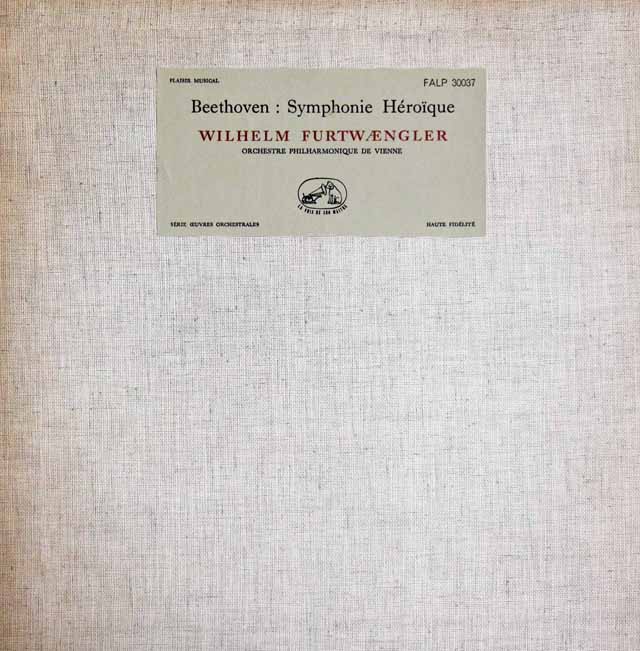 PLAISIR MUSICAL
FALP 30037
Beethoven : Symphonie Héroïque
WILHELM FURTWÆNGLER
ORCHESTRE PHILHARMONIQUE DE VIENNE
LA VOIX DE SON MAITRE
SÉRIE ŒUVRES ORCHESTRALES
HAUTE FIDÉLITÉ